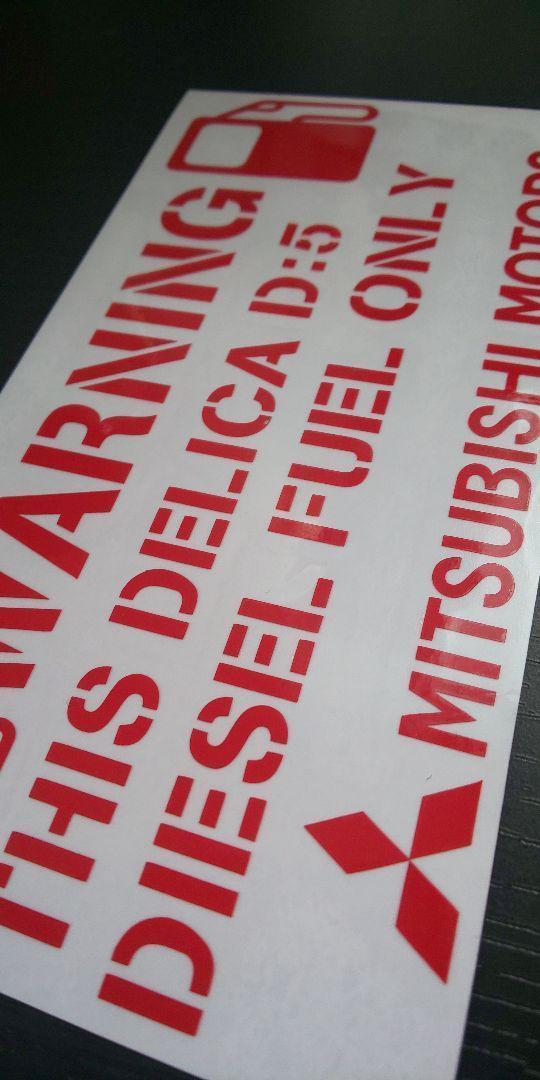 WARNING
THIS DELICA D:5
DIESEL FUEL ONLY
MITSUBISHI MOTORS